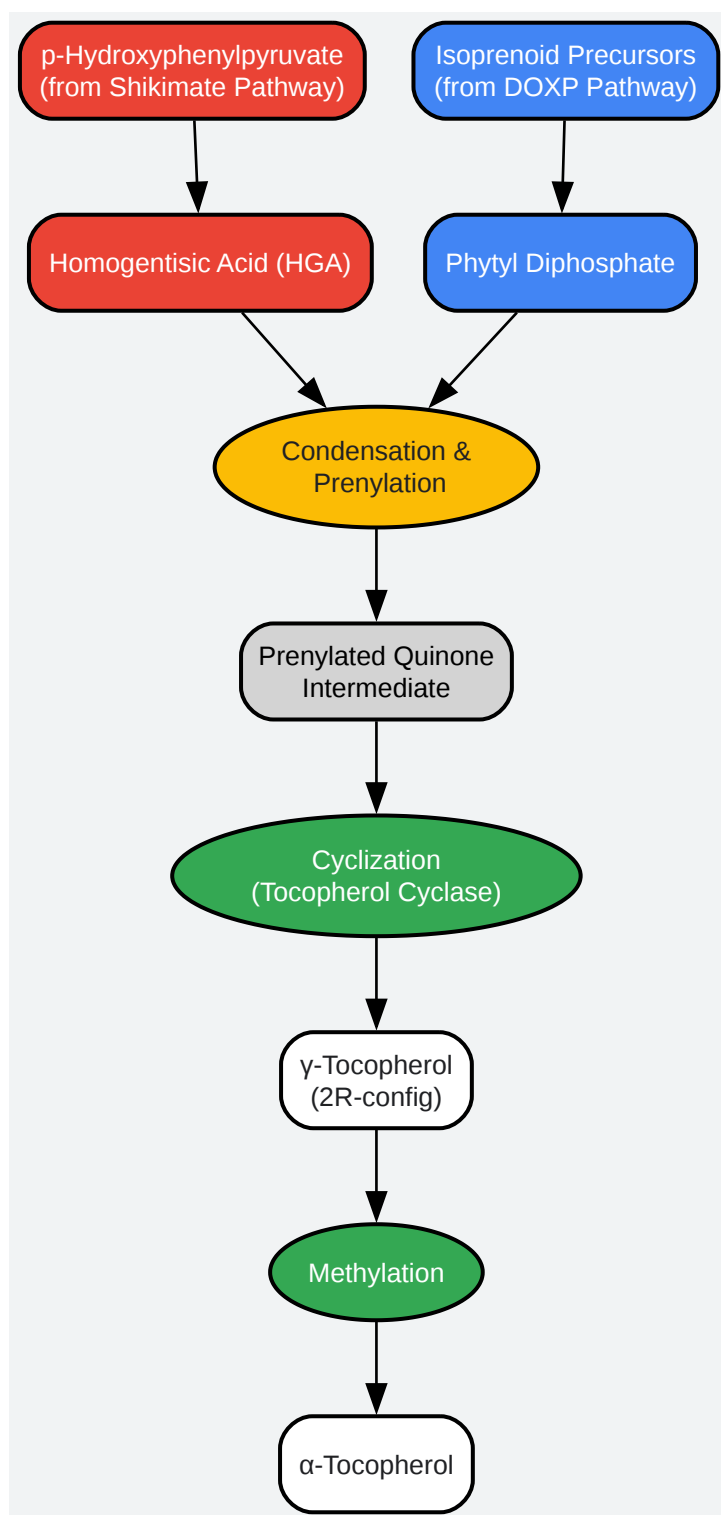 p-Hydroxyphenylpyruvate
(from Shikimate Pathway)
Isoprenoid Precursors
(from DOXP Pathway)
Homogentisic Acid (HGA)
Phytyl Diphosphate
Condensation &
Prenylation
Prenylated Quinone
Intermediate
Cyclization
(Tocopherol Cyclase)
γ-Tocopherol
(2R-config)
Methylation
α-Tocopherol